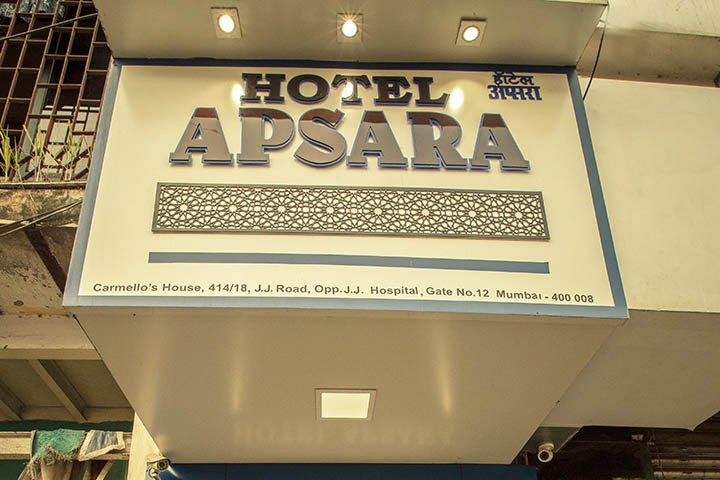 HOTEL
हॉटेल
अप्सरा
APSARA
Carmello's House, 414/18, J.J. Road, Opp.J.J. Hospital, Gate No.12 Mumbai - 400 008